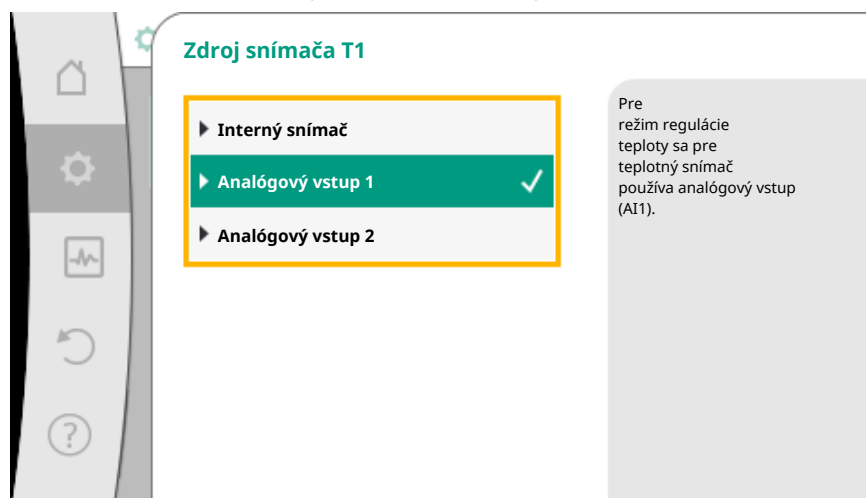 Zdroj snímača T1
Interný snímač
Analógový vstup 1
Analógový vstup 2
Pre
režim regulácie
teploty sa pre
teplotný snímač
používa analógový vstup
(AI1).
?